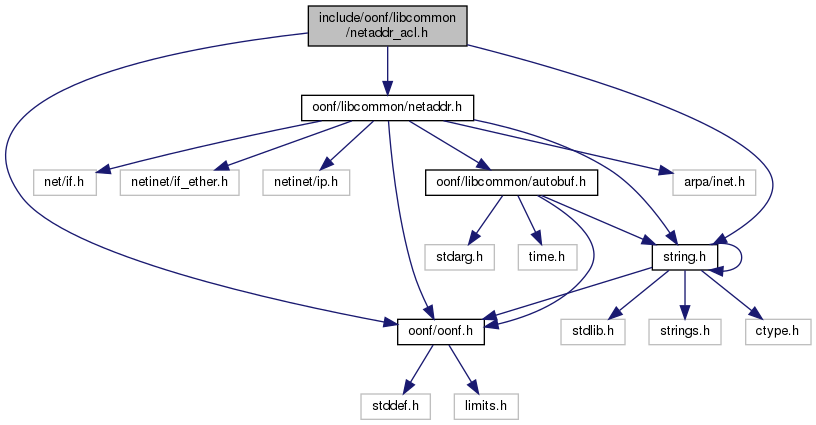 include/oonf/libcommon
/netaddr_acl.h
oonf/libcommon/netaddr.h
net/if.h
netinet/if_ether.h
netinet/ip.h
oonf/libcommon/autobuf.h
arpa/inet.h
stdarg.h
time.h
string.h
oonf/oonf.h
stdlib.h
strings.h
ctype.h
stddef.h
limits.h